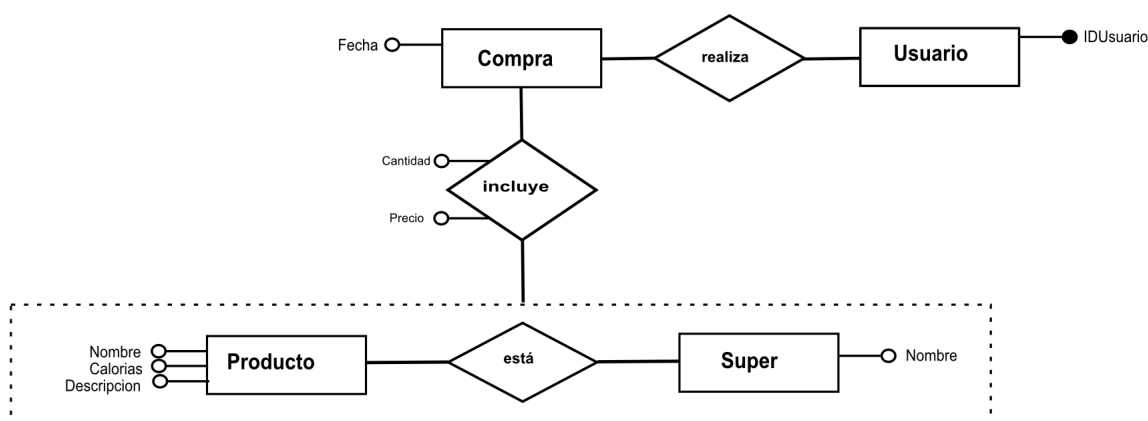 Fecha
Compra
realiza
Usuario
IDUsuario
Cantidad
incluye
Precio
Nombre
Calorias
Descripcion
Producto
está
Super
Nombre